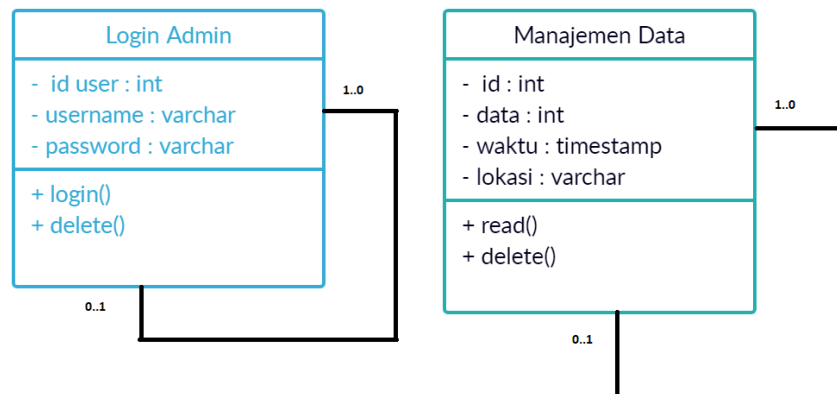 Login Admin
- id user : int
- username : varchar
- password : varchar
+ login()
+ delete()
1..0
0..1
Manajemen Data
- id : int
- data : int
- waktu : timestamp
- lokasi : varchar
+ read()
+ delete()
1..0
0..1